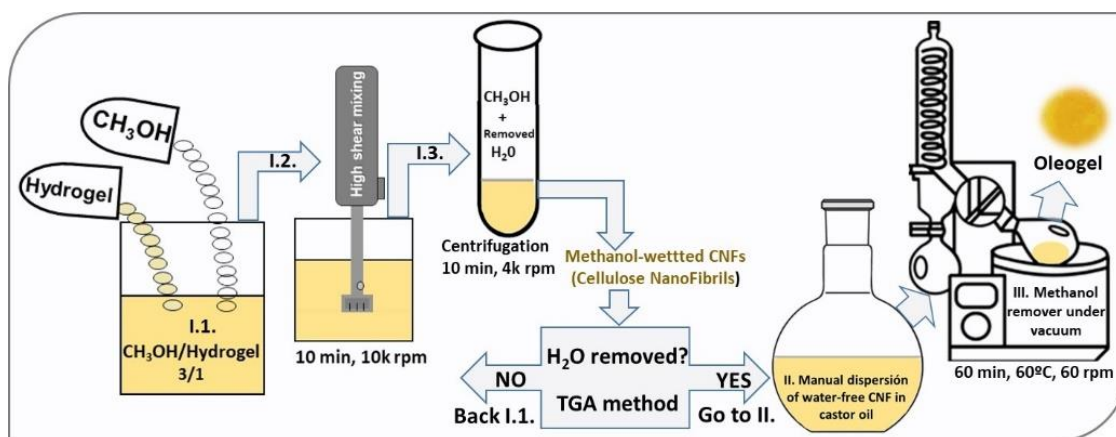 CH₃OH
Hydrogel
I.1.
CH₃OH/Hydrogel
3/1
I.2.
High shear mixing
10 min, 10k rpm
I.3.
CH₃OH
+
Removed
H₂0
Centrifugation
10 min, 4k rpm
Methanol-wettted CNFs
(Cellulose NanoFibrils)
H₂O removed?
TGA method
NO
Back I.1.
YES
Go to II.
II. Manual dispersión
of water-free CNF in
castor oil
III. Methanol
remover under
vacuum
60 min, 60ºC, 60 rpm
Oleogel